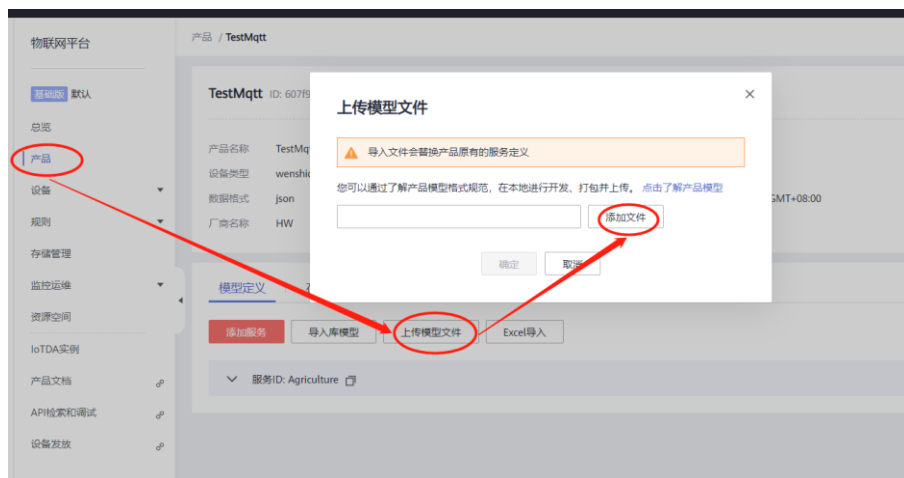 物联网平台
产品 / TestMqtt
基础版 默认
总览
产品
设备
规则
存储管理
监控运维
资源空间
IoTDA实例
产品文档
API检索和调试
设备发放
TestMqtt ID: 607f9
产品名称 TestMq
设备类型 wenshi
数据格式 json
厂商名称 HW
GMT+08:00
上传模型文件
导入文件会替换产品原有的服务定义
您可以通过了解产品模型格式规范，在本地进行开发、打包并上传。 点击了解产品模型
添加文件
确定 取消
模型定义
添加服务 导入库模型 上传模型文件 Excel导入
服务ID: Agriculture